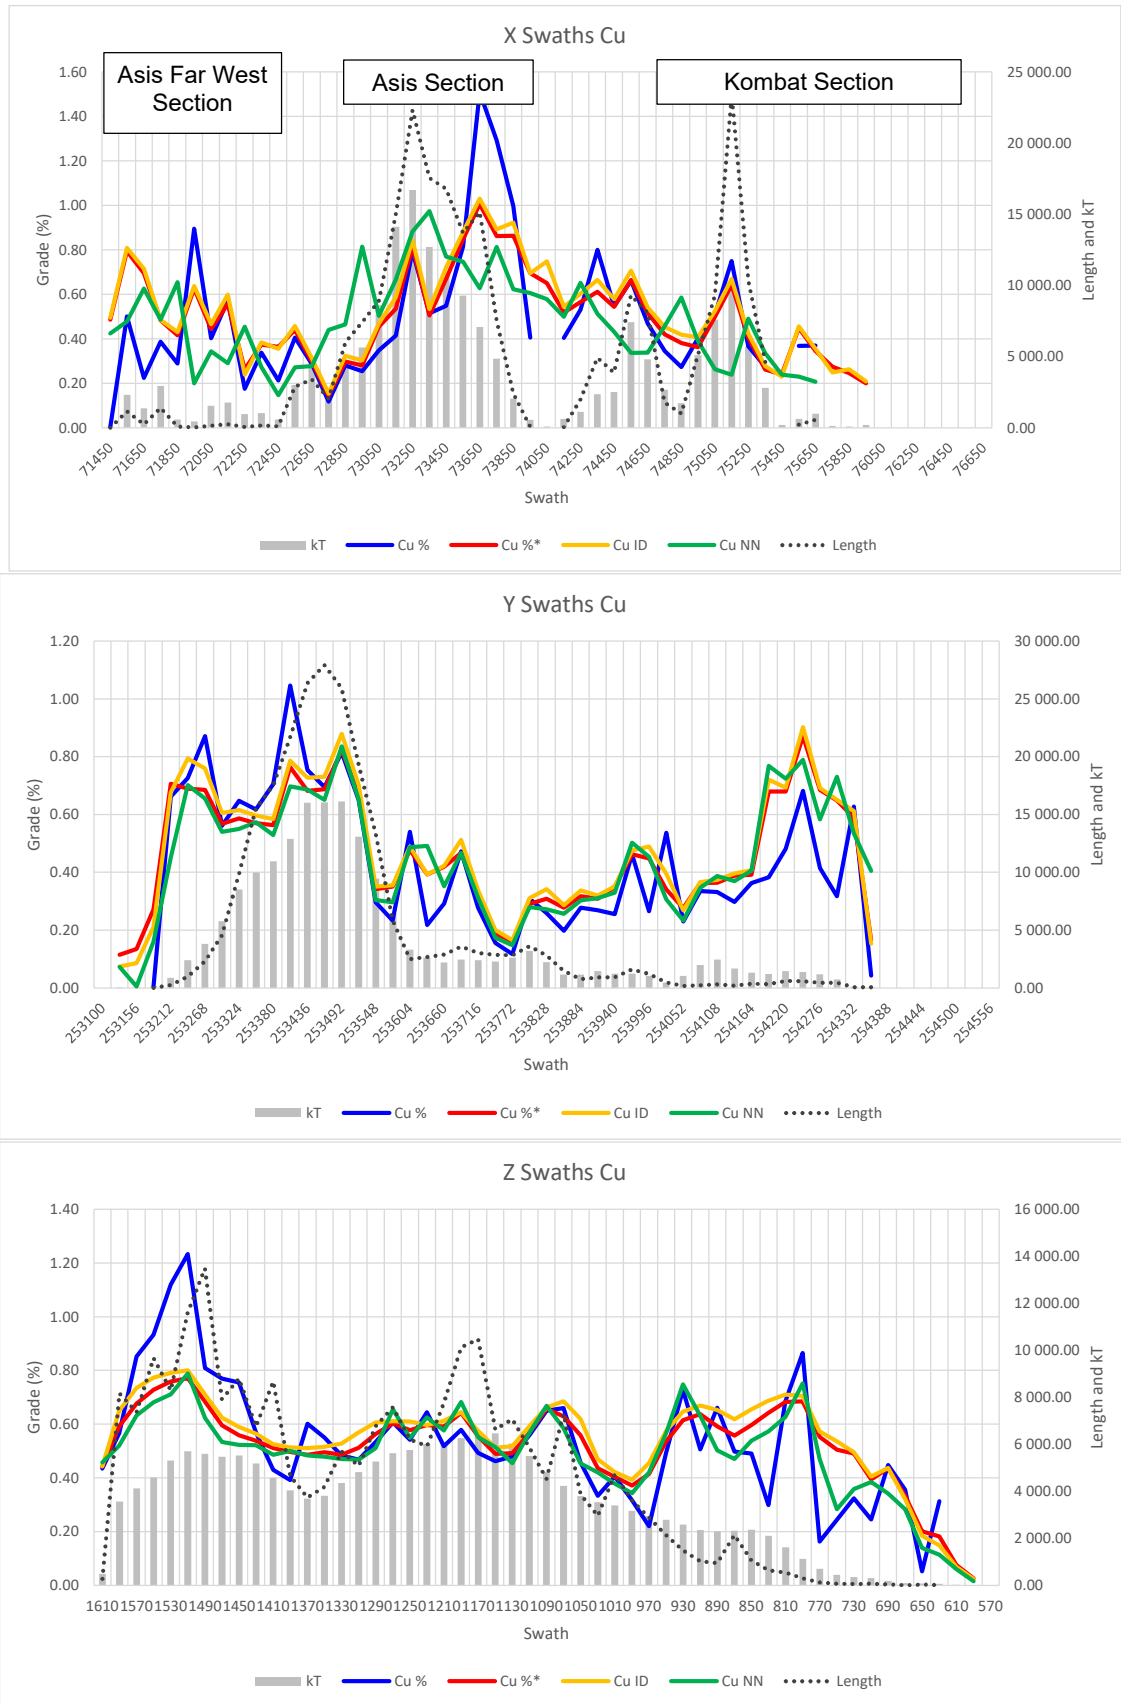 X Swaths Cu
Asis Far West
Section
Asis Section
Kombat Section
1.60
1.40
1.20
1.00
0.80
0.60
0.40
0.20
0.00
Grade (%)
25 000.00
20 000.00
15 000.00
10 000.00
5 000.00
0.00
Length and kT
71450 71650 71850 72050 72250 72450 72650 72850 73050 73250 73450 73650 73850 74050 74250 74450 74650 74850 75050 75250 75450 75650 75850 76050 76250 76450 76650
Swath
kT Cu % Cu %* Cu ID Cu NN Length
Y Swaths Cu
1.20
1.00
0.80
0.60
0.40
0.20
0.00
Grade (%)
30 000.00
25 000.00
20 000.00
15 000.00
10 000.00
5 000.00
0.00
Length and kT
253100 253156 253212 253268 253324 253380 253436 253492 253548 253604 253660 253716 253772 253828 253884 253940 253996 254052 254108 254164 254220 254276 254332 254388 254444 254500 254556
Swath
kT Cu % Cu %* Cu ID Cu NN Length
Z Swaths Cu
1.40
1.20
1.00
0.80
0.60
0.40
0.20
0.00
Grade (%)
16 000.00
14 000.00
12 000.00
10 000.00
8 000.00
6 000.00
4 000.00
2 000.00
0.00
Length and kT
1610 1570 1530 1490 1450 1410 1370 1330 1290 1250 1210 1170 1130 1090 1050 1010 970 930 890 850 810 770 730 690 650 610 570
Swath
kT Cu % Cu %* Cu ID Cu NN Length